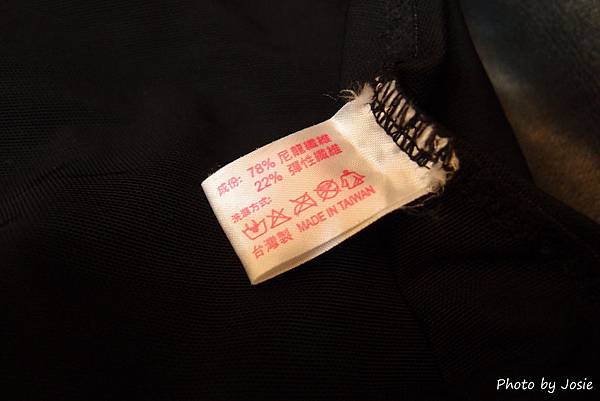 成份: 78% 尼龍纖維
22% 彈性纖維
洗滌方式:
台灣製 MADE IN TAIWAN
Photo by Josie